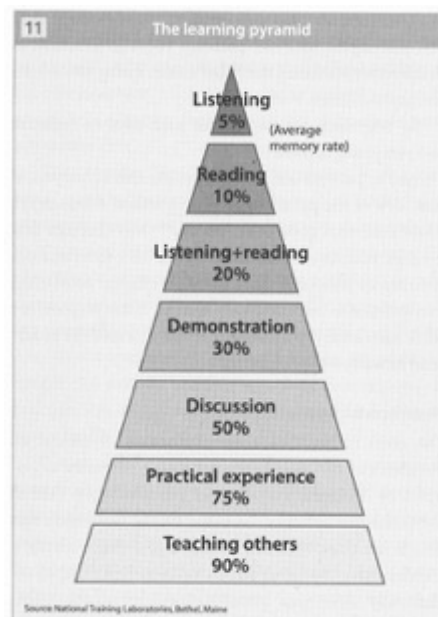 11 The learning pyramid
Listening
5%
(Average
memory rate)
Reading
10%
Listening+reading
20%
Demonstration
30%
Discussion
50%
Practical experience
75%
Teaching others
90%
Source: National Training Laboratories, Bethel, Maine